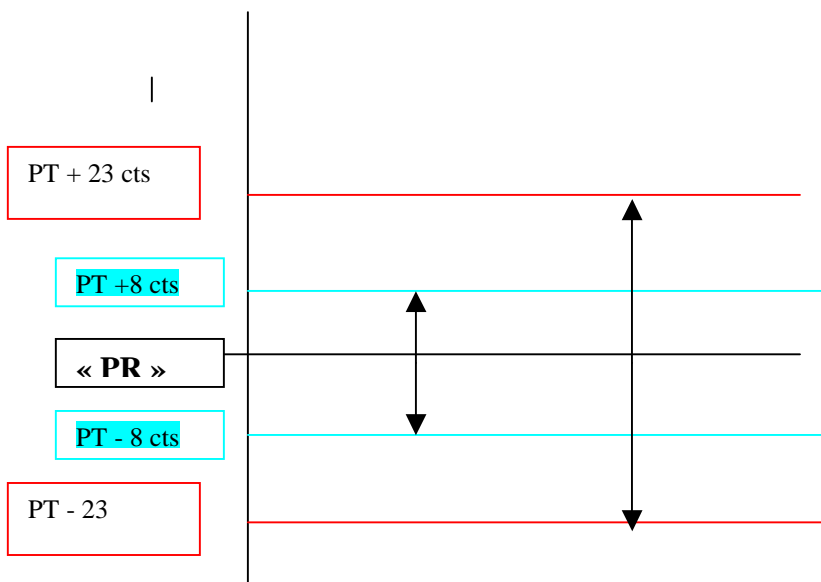 PT + 23 cts
PT +8 cts
« PR »
PT - 8 cts
PT - 23